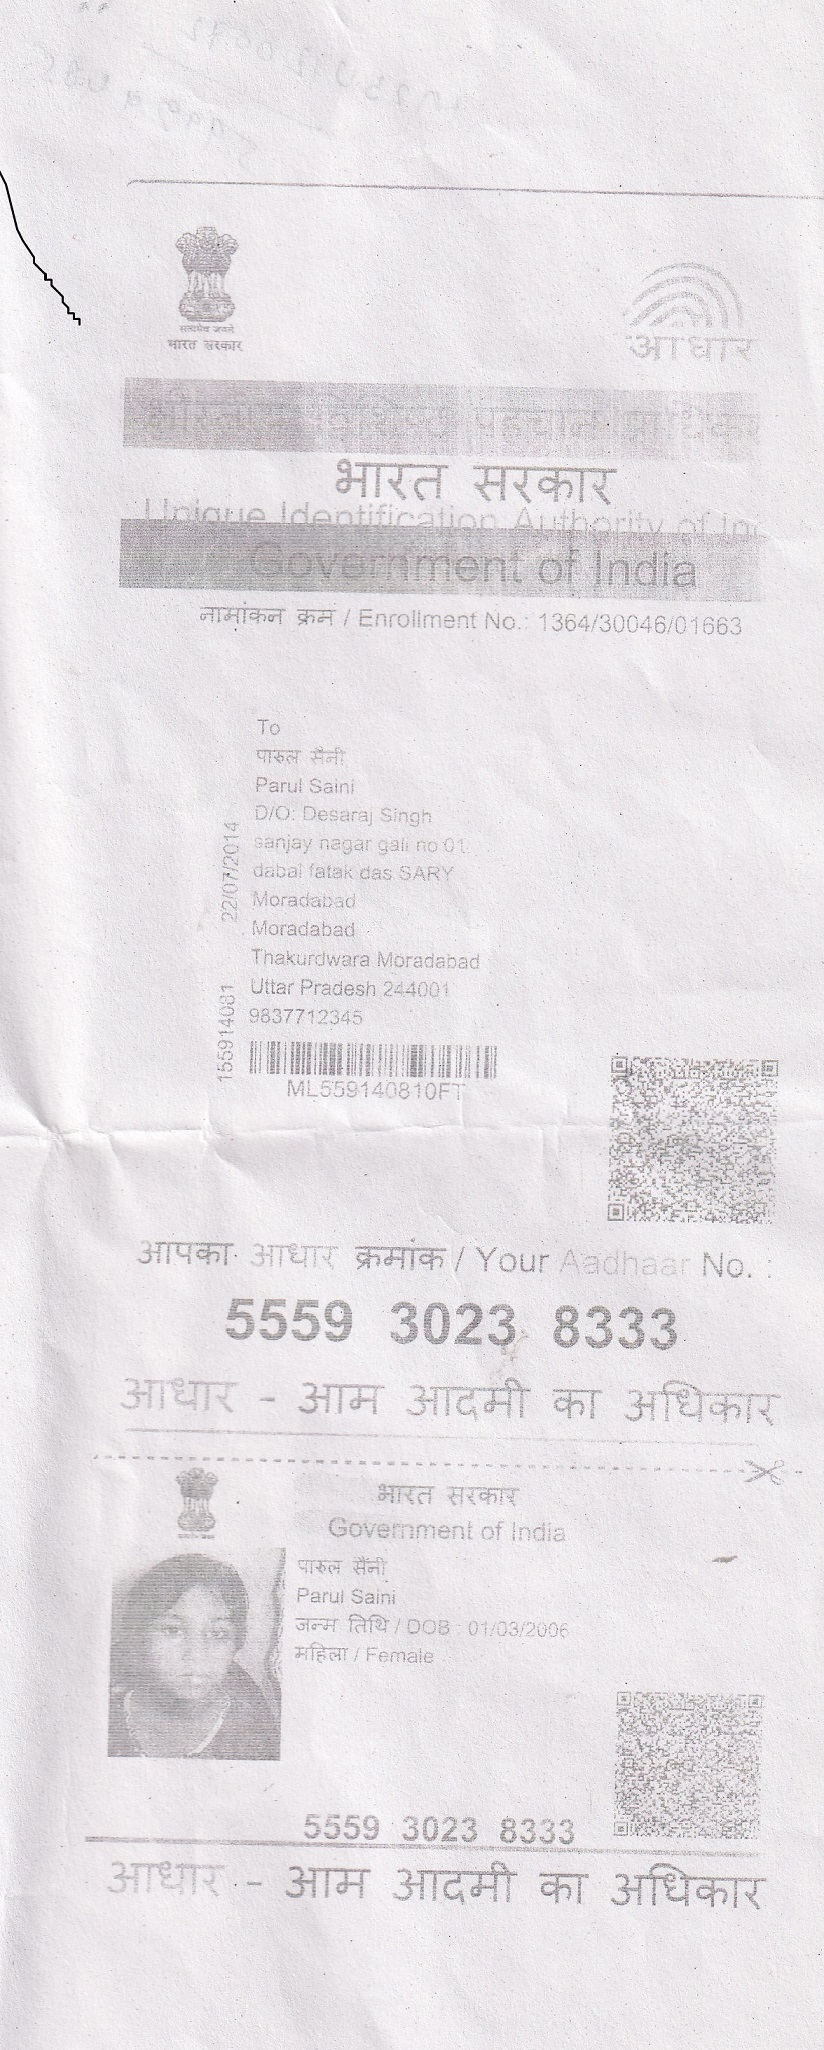 सत्यमेव जयते
भारत सरकार
आधार
भारत सरकार
Unique Identification Authority of
Government of India
नामांकन क्रम / Enrollment No.: 1364/30046/01663
To
पारुल सैनी
Parul Saini
D/O: Desaraj Singh
sanjay nagar gali no 01
dabal fatak das SARY
Moradabad
Moradabad
Thakurdwara Moradabad
Uttar Pradesh 244001
9837712345
155914081 22/07/2014
ML559140810FT
आपका आधार क्रमांक / Your Aadhaar No. :
5559 3023 8333
आधार - आम आदमी का अधिकार
भारत सरकार
Government of India
पारुल सैनी
Parul Saini
जन्म तिथि / DOB : 01/03/2006
महिला / Female
5559 3023 8333
आधार - आम आदमी का अधिकार